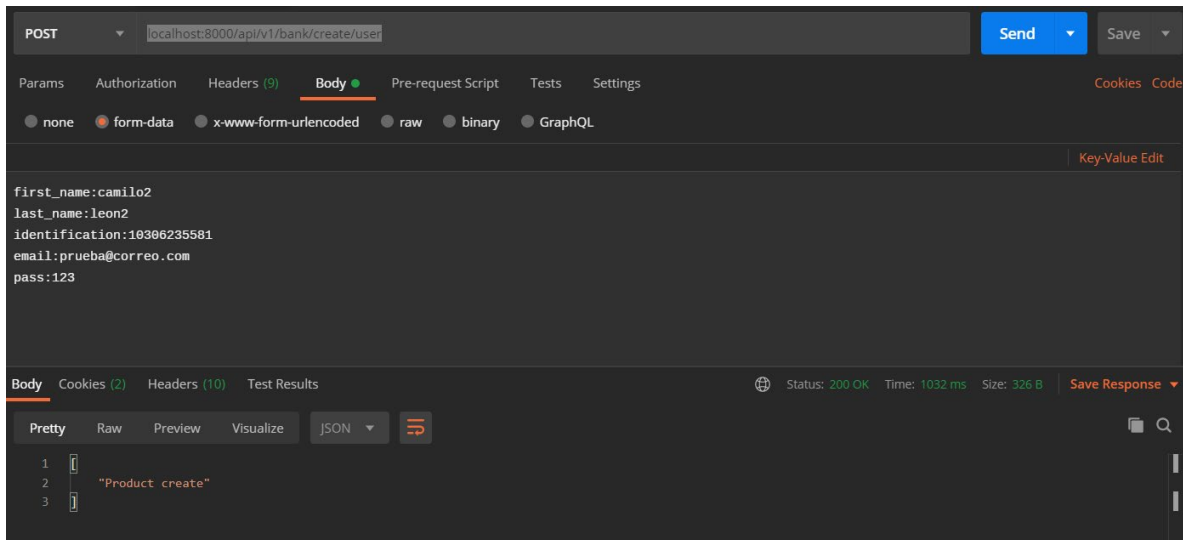 POST localhost:8000/api/v1/bank/create/user Send Save
Params Authorization Headers (9) Body Pre-request Script Tests Settings Cookies Code
none form-data x-www-form-urlencoded raw binary GraphQL
Key-Value Edit
first_name:camilo2
last_name:leon2
identification:10306235581
email:prueba@correo.com
pass:123
Body Cookies (2) Headers (10) Test Results Status: 200 OK Time: 1032 ms Size: 326 B Save Response
Pretty Raw Preview Visualize JSON
1 [
2 "Product create"
3 ]